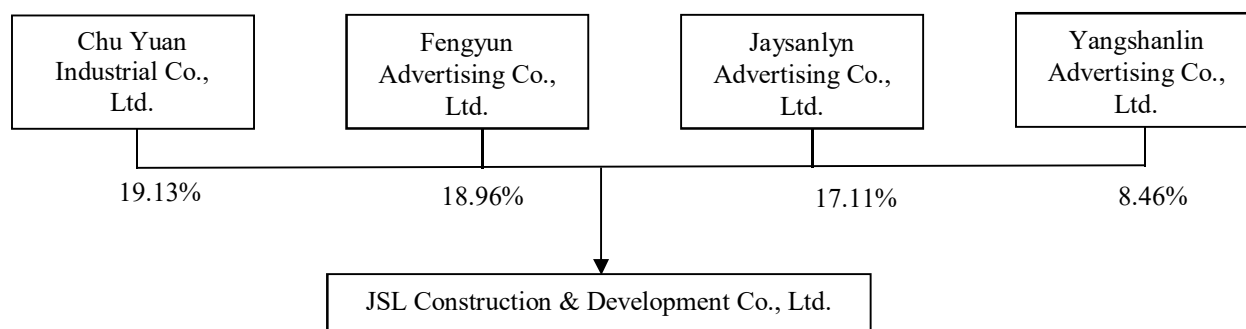 Chu Yuan
Industrial Co.,
Ltd.
Fengyun
Advertising Co.,
Ltd.
Jaysanlyn
Advertising Co.,
Ltd.
Yangshanlin
Advertising Co.,
Ltd.
19.13%
18.96%
17.11%
8.46%
JSL Construction & Development Co., Ltd.